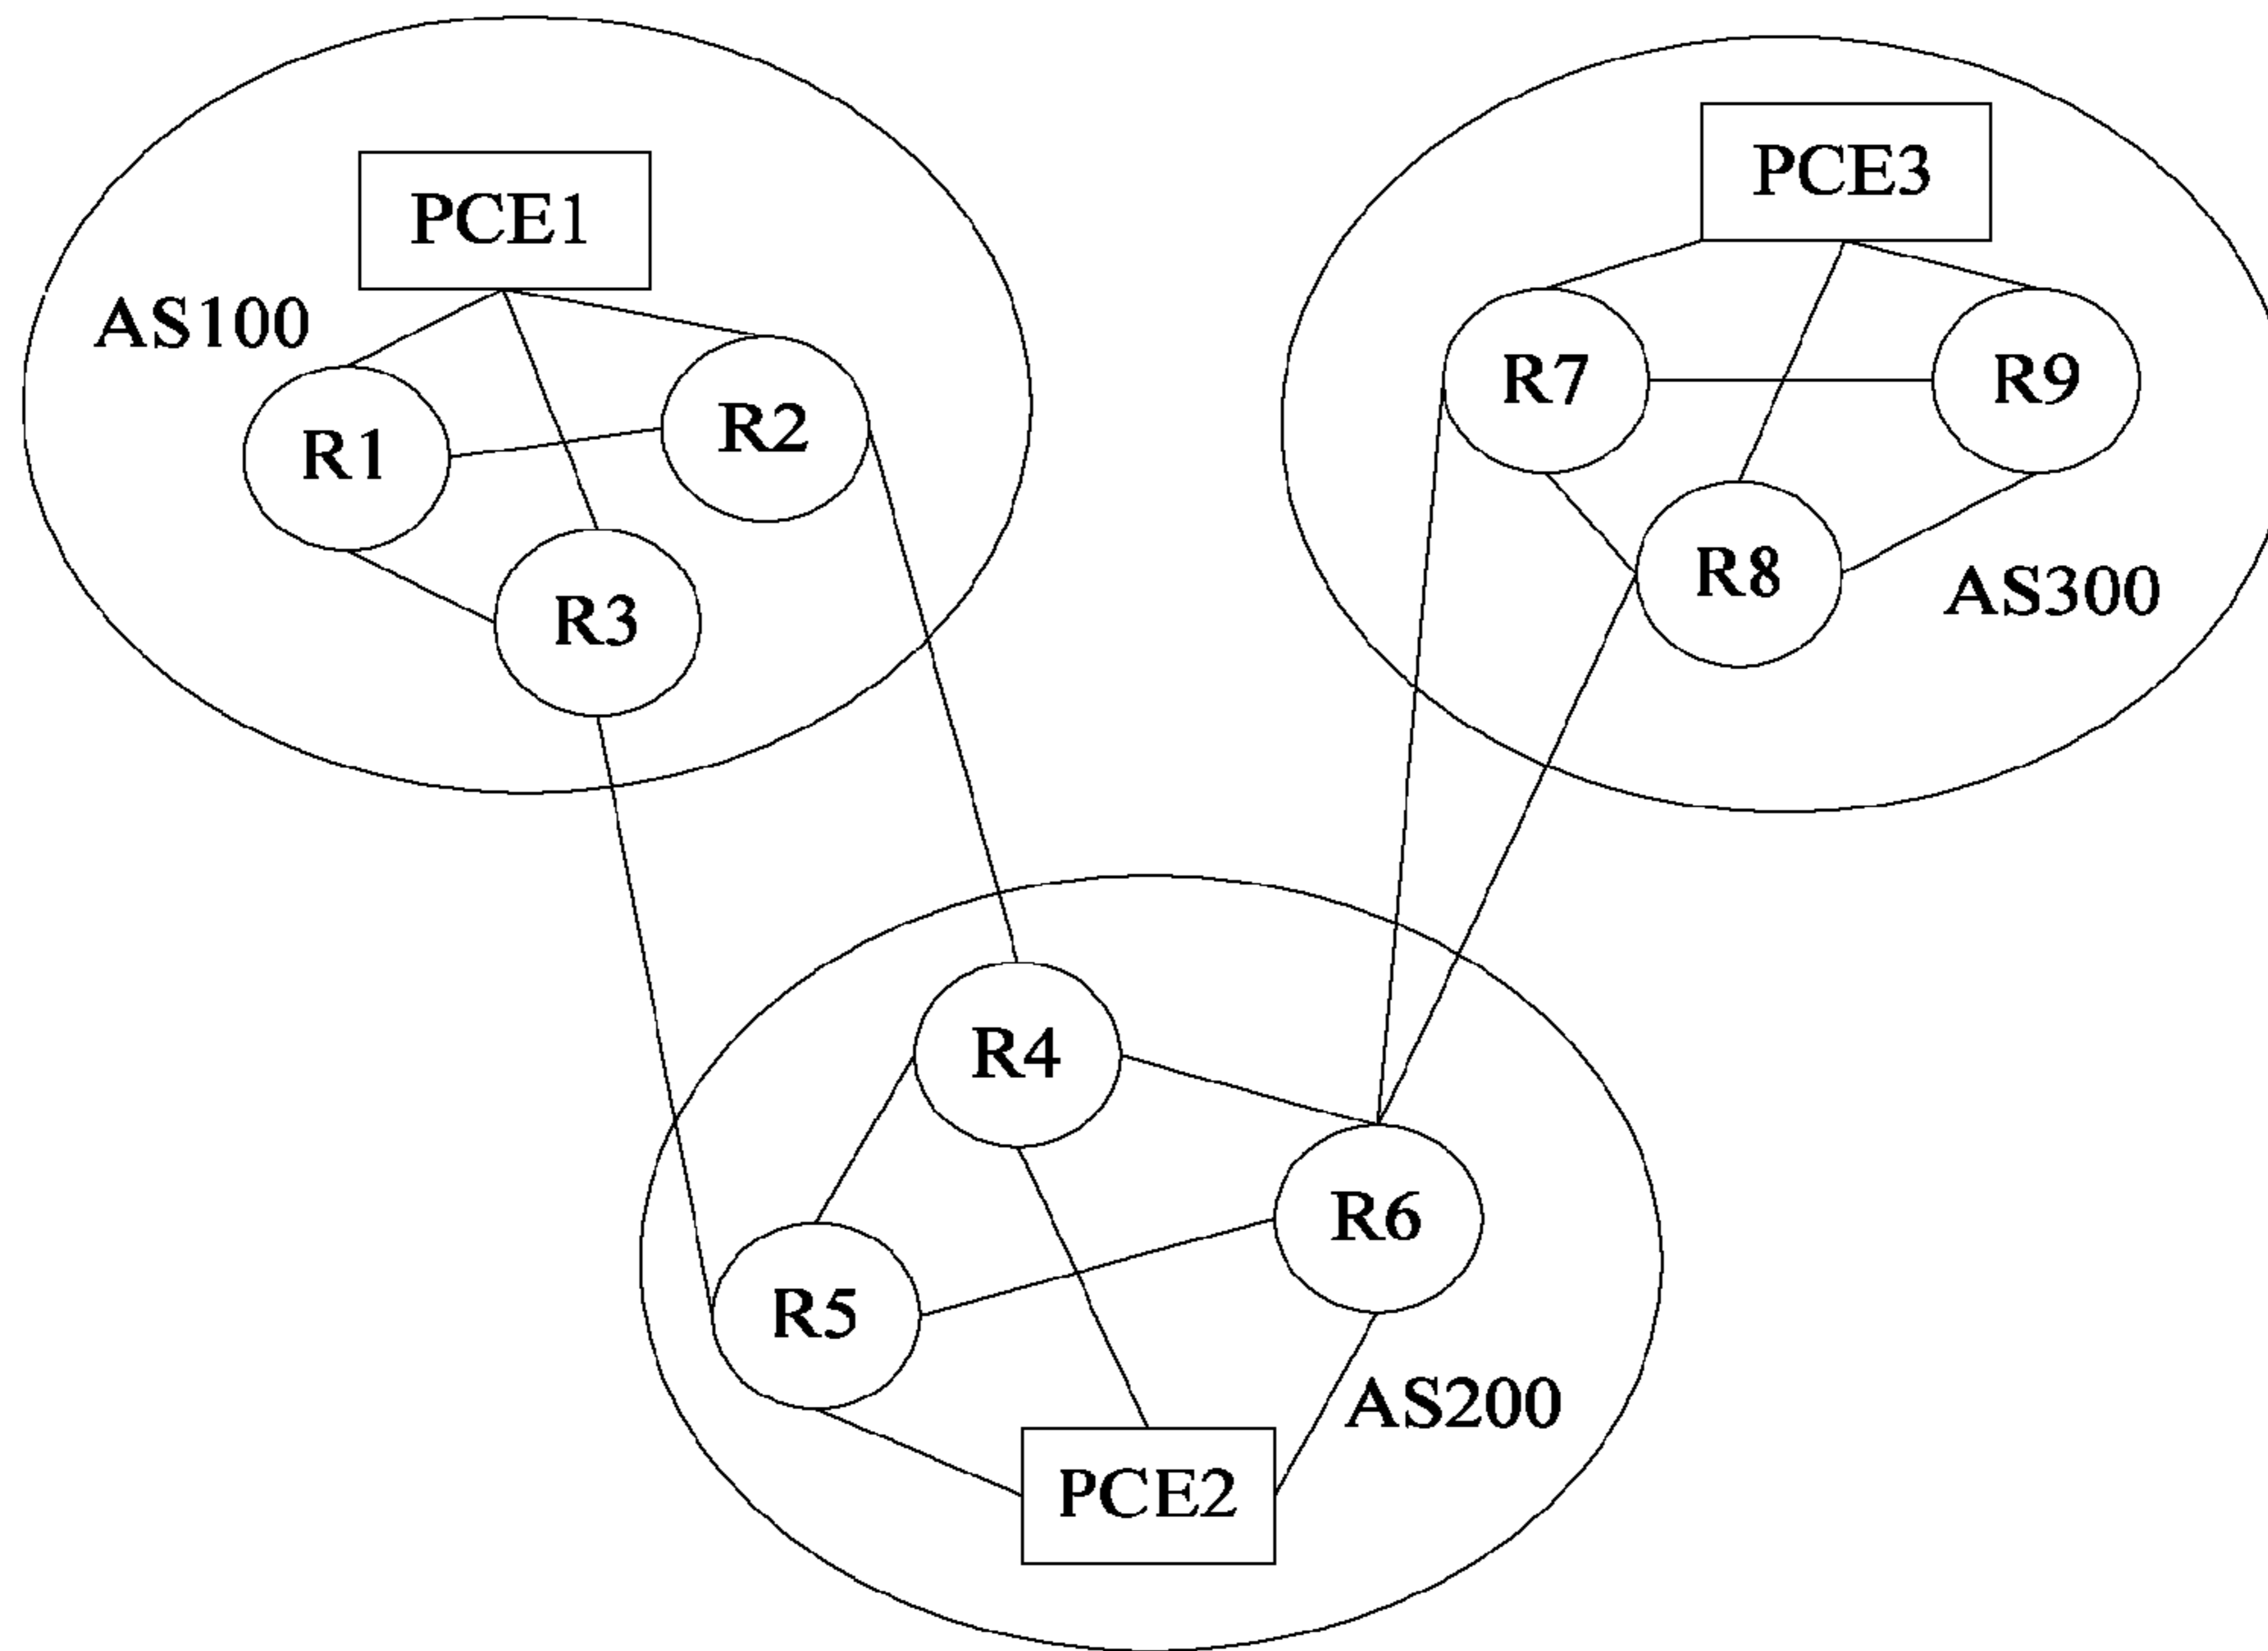 PCE1
AS100
R1
R2
R3
PCE3
R7
R9
R8
AS300
R4
R6
R5
AS200
PCE2